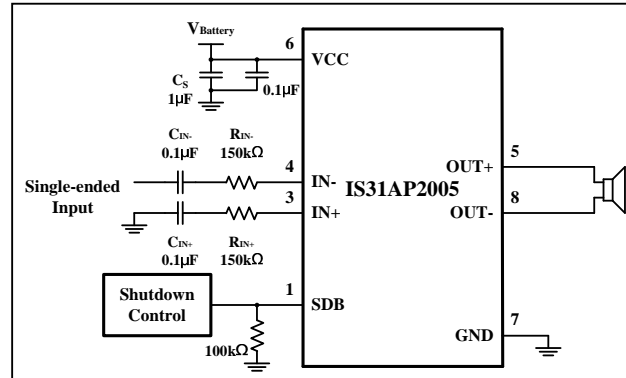 VBattery
6
VCC
CS
1μF
0.1μF
CIN-
0.1μF
RIN-
150kΩ
4
IN-
Single-ended
Input
3
IN+
CIN+
0.1μF
RIN+
150kΩ
IS31AP2005
OUT+
5
OUT-
8
Shutdown
Control
1
SDB
100kΩ
GND
7